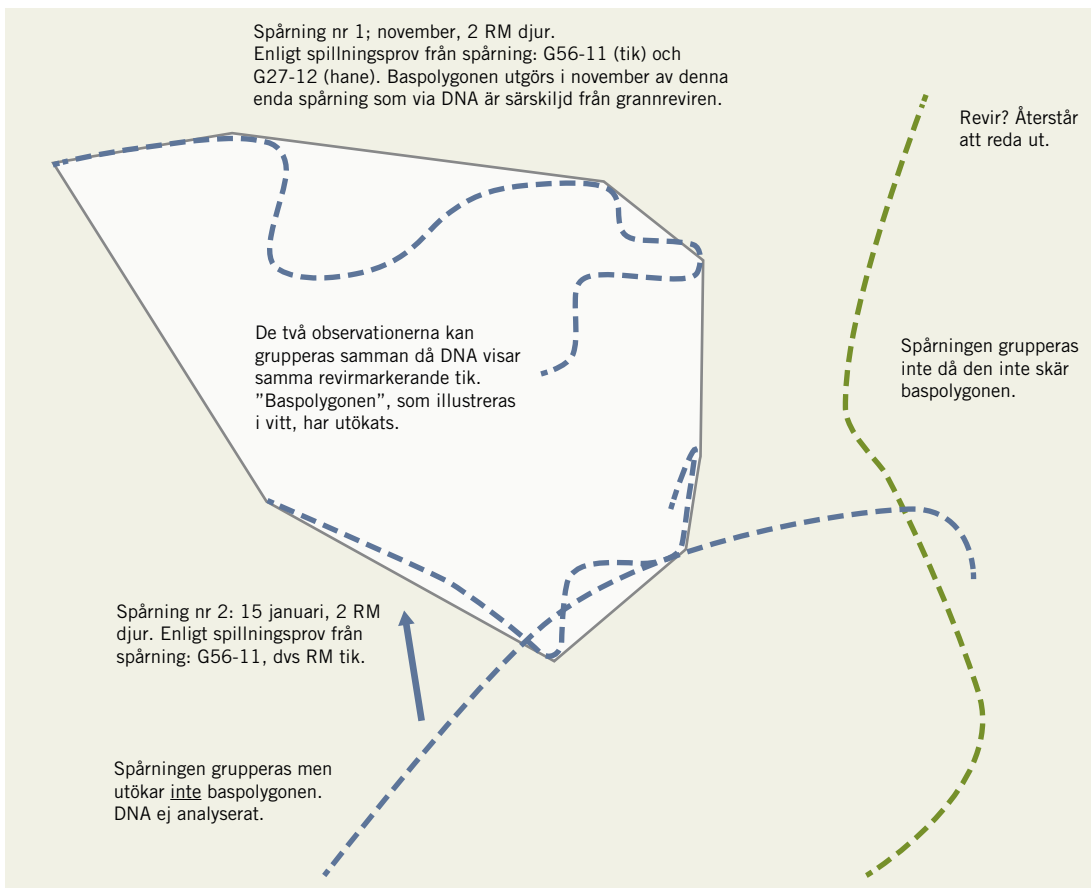 Spårning nr 1; november, 2 RM djur.
Enligt spillningsprov från spårning: G56-11 (tik) och
G27-12 (hane). Baspolygonen utgörs i november av denna
enda spårning som via DNA är särskiljd från grannreviren.
Revir? Återstår
att reda ut.
De två observationerna kan
grupperas samman då DNA visar
samma revirmarkerande tik.
”Baspolygonen”, som illustreras
i vitt, har utökats.
Spårningen grupperas
inte då den inte skär
baspolygonen.
Spårning nr 2: 15 januari, 2 RM
djur. Enligt spillningsprov från
spårning: G56-11, dvs RM tik.
Spårningen grupperas men
utökar inte baspolygonen.
DNA ej analyserat.